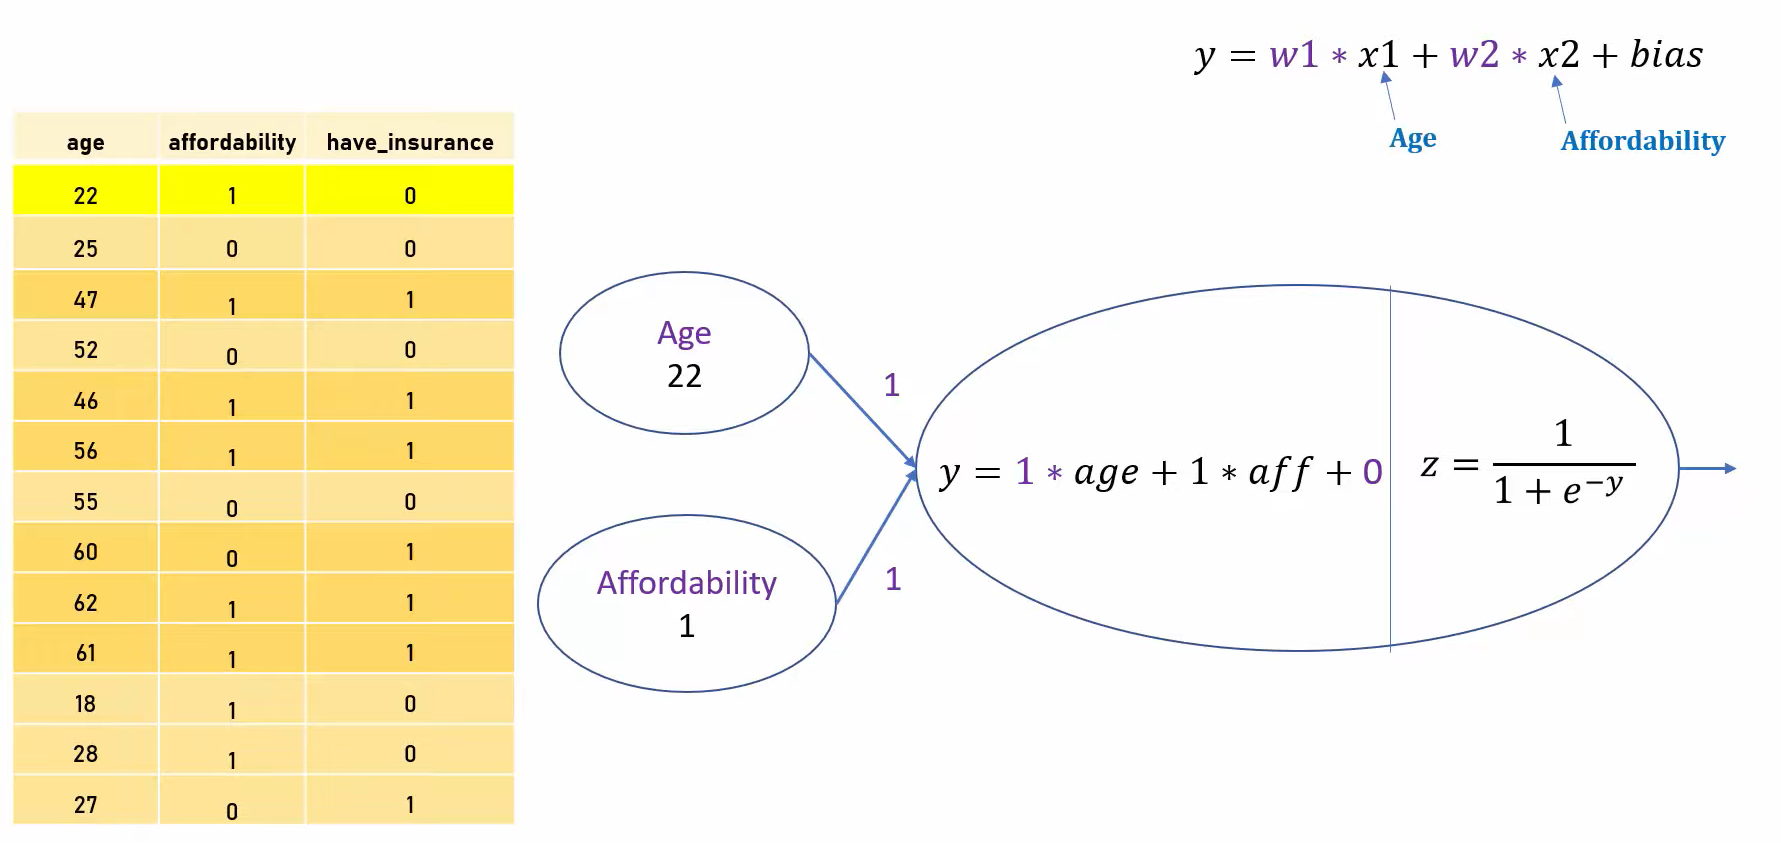 y = w1 * x1 + w2 * x2 + bias
Age Affordability
age affordability have_insurance
22 1 0
25 0 0
47 1 1
52 0 0
46 1 1
56 1 1
55 0 0
60 0 1
62 1 1
61 1 1
18 1 0
28 1 0
27 0 1
Age
22
1
Affordability
1
1
y = 1 * age + 1 * aff + 0
z = 1 / 1 + e^{-y}